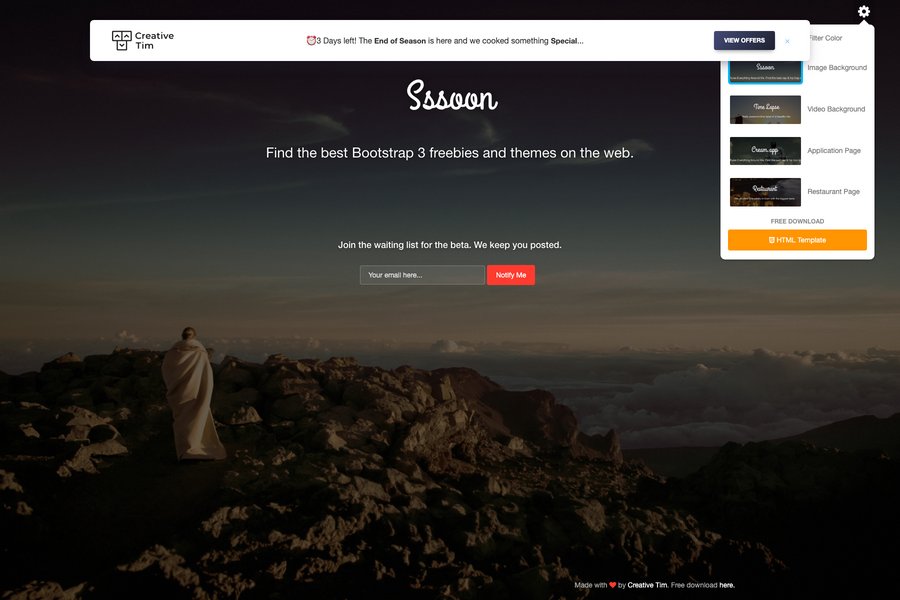 Creative
Tim
⏰3 Days left! The End of Season is here and we cooked something Special...
VIEW OFFERS
×
Filter Color
Sssoon
Image Background
Time Lapse
Video Background
Cream app
Application Page
Restaurant
Restaurant Page
FREE DOWNLOAD
HTML Template
Sssoon
Find the best Bootstrap 3 freebies and themes on the web.
Join the waiting list for the beta. We keep you posted.
Your email here...
Notify Me
Made with ❤ by Creative Tim. Free download here.